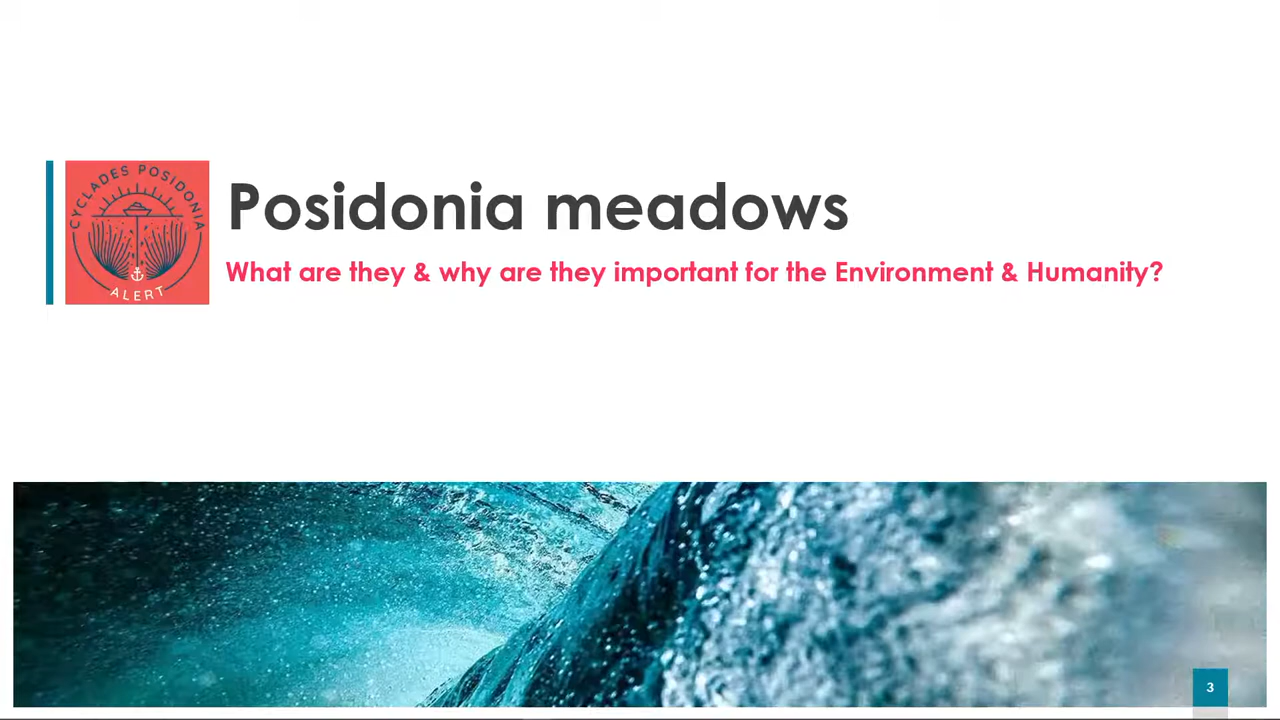 CYCLADES POSIDONIA
ALERT
Posidonia meadows
What are they & why are they important for the Environment & Humanity?
3